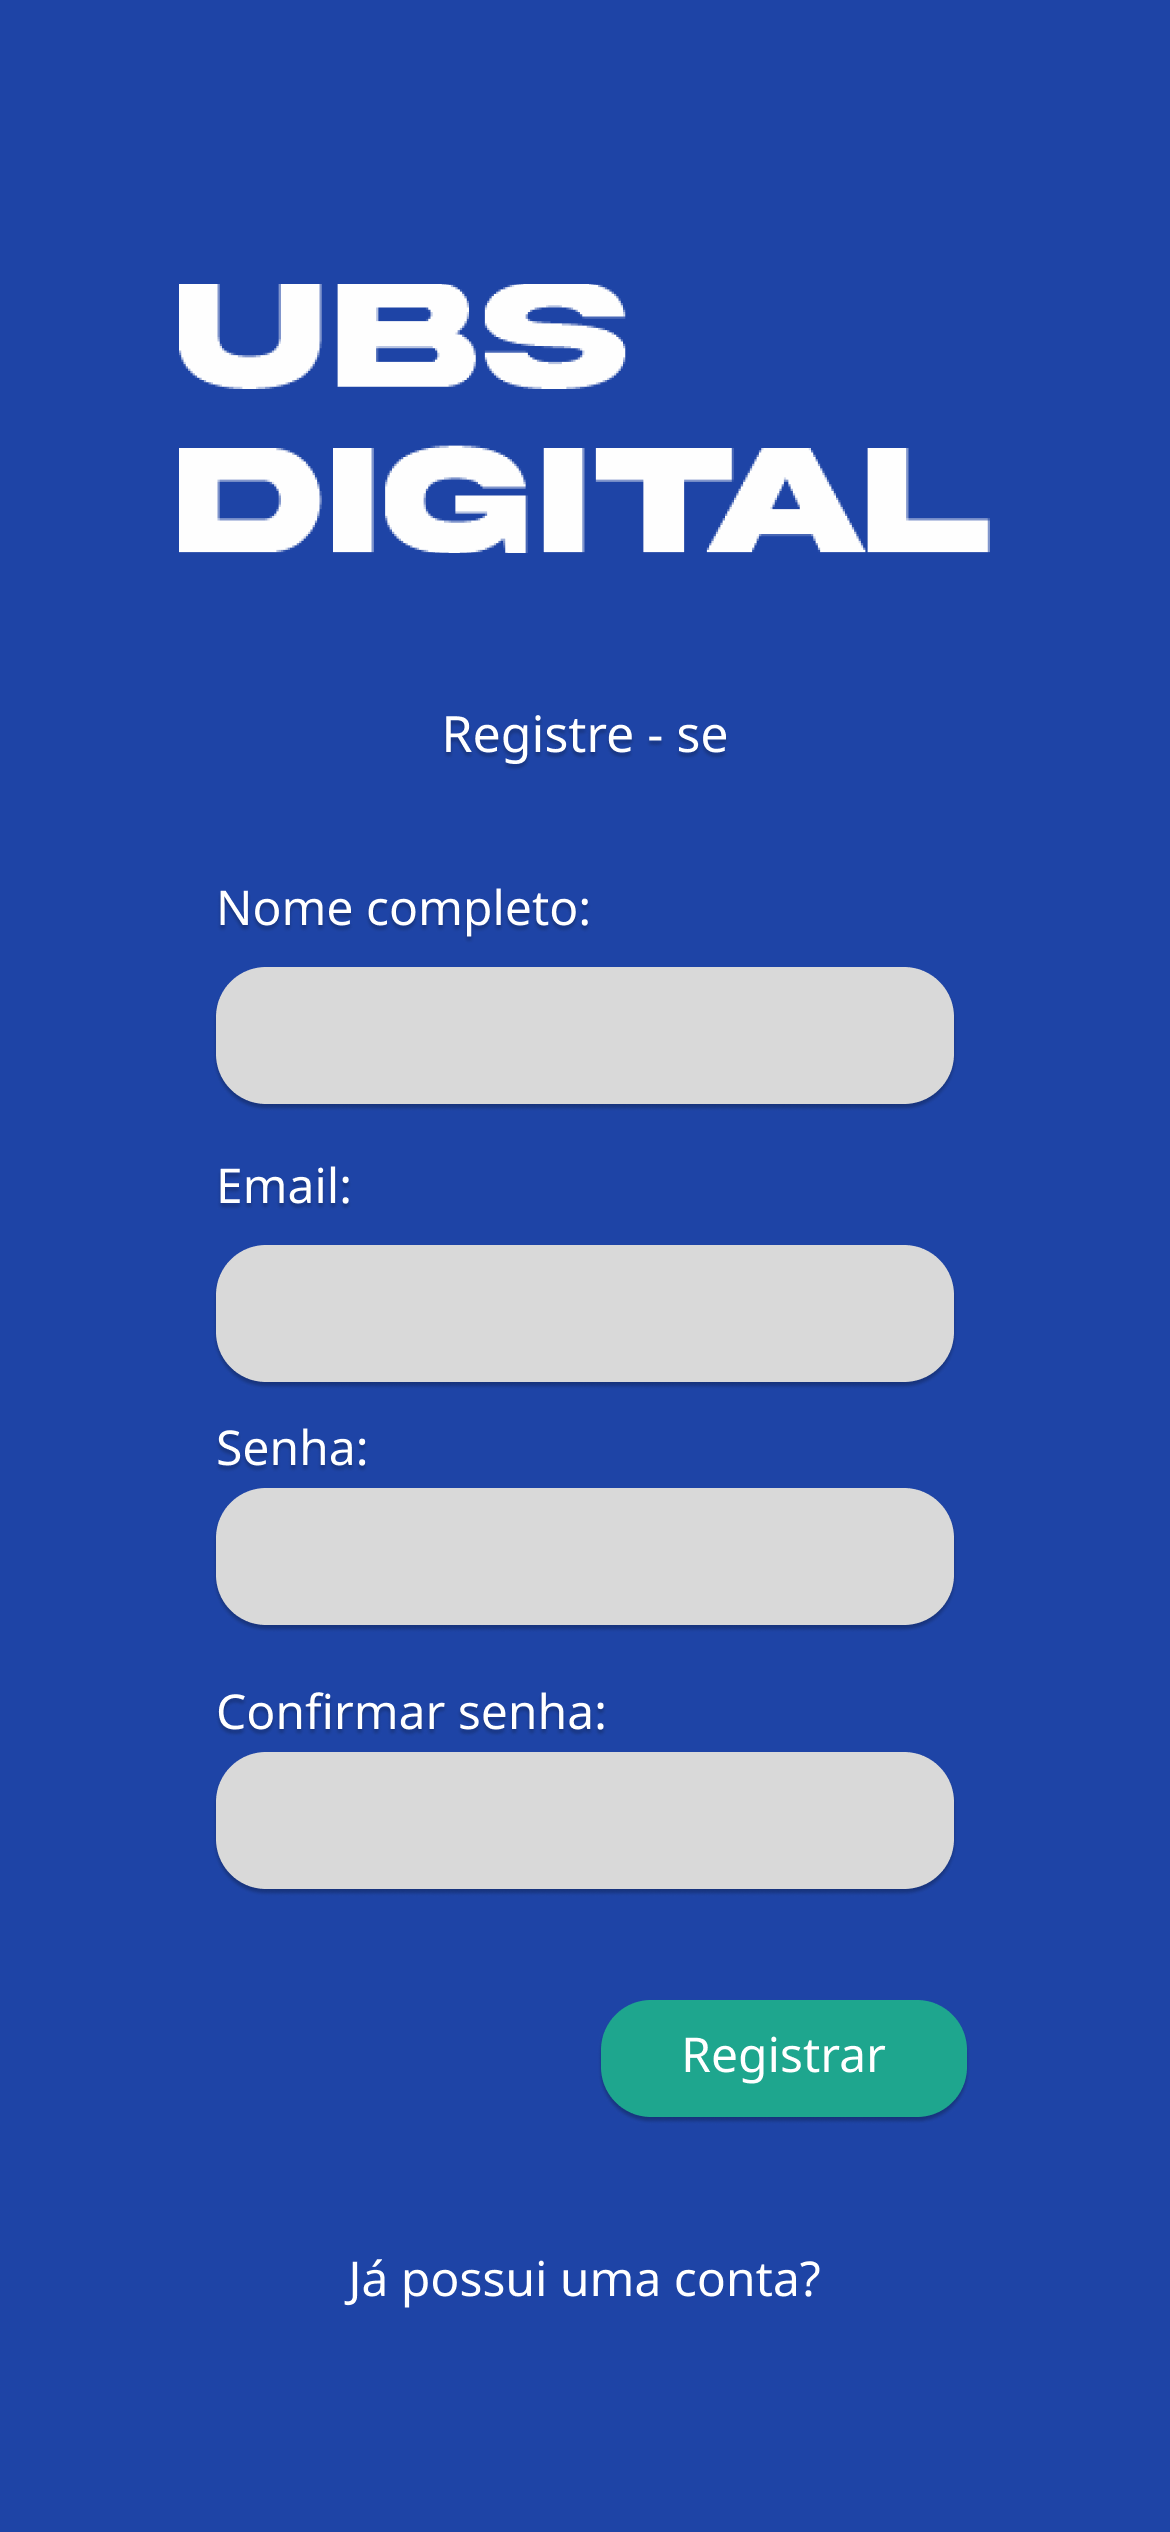 UBS
DIGITAL
Registre - se
Nome completo:
Email:
Senha:
Confirmar senha:
Registrar
Já possui uma conta?